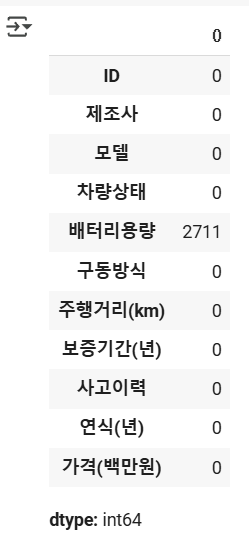 0
ID 0
제조사 0
모델 0
차량상태 0
배터리용량 2711
구동방식 0
주행거리(km) 0
보증기간(년) 0
사고이력 0
연식(년) 0
가격(백만원) 0
dtype: int64